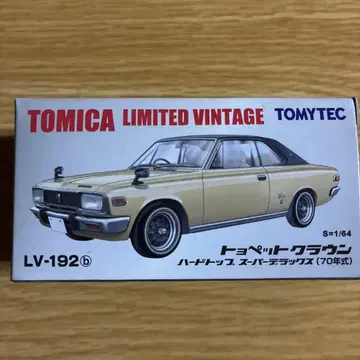 TOMICA LIMITED VINTAGE TOMYTEC
S=1/64
LV-192ⓑ トヨペットクラウン
ハードトップ スーパーデラックス(70年式)